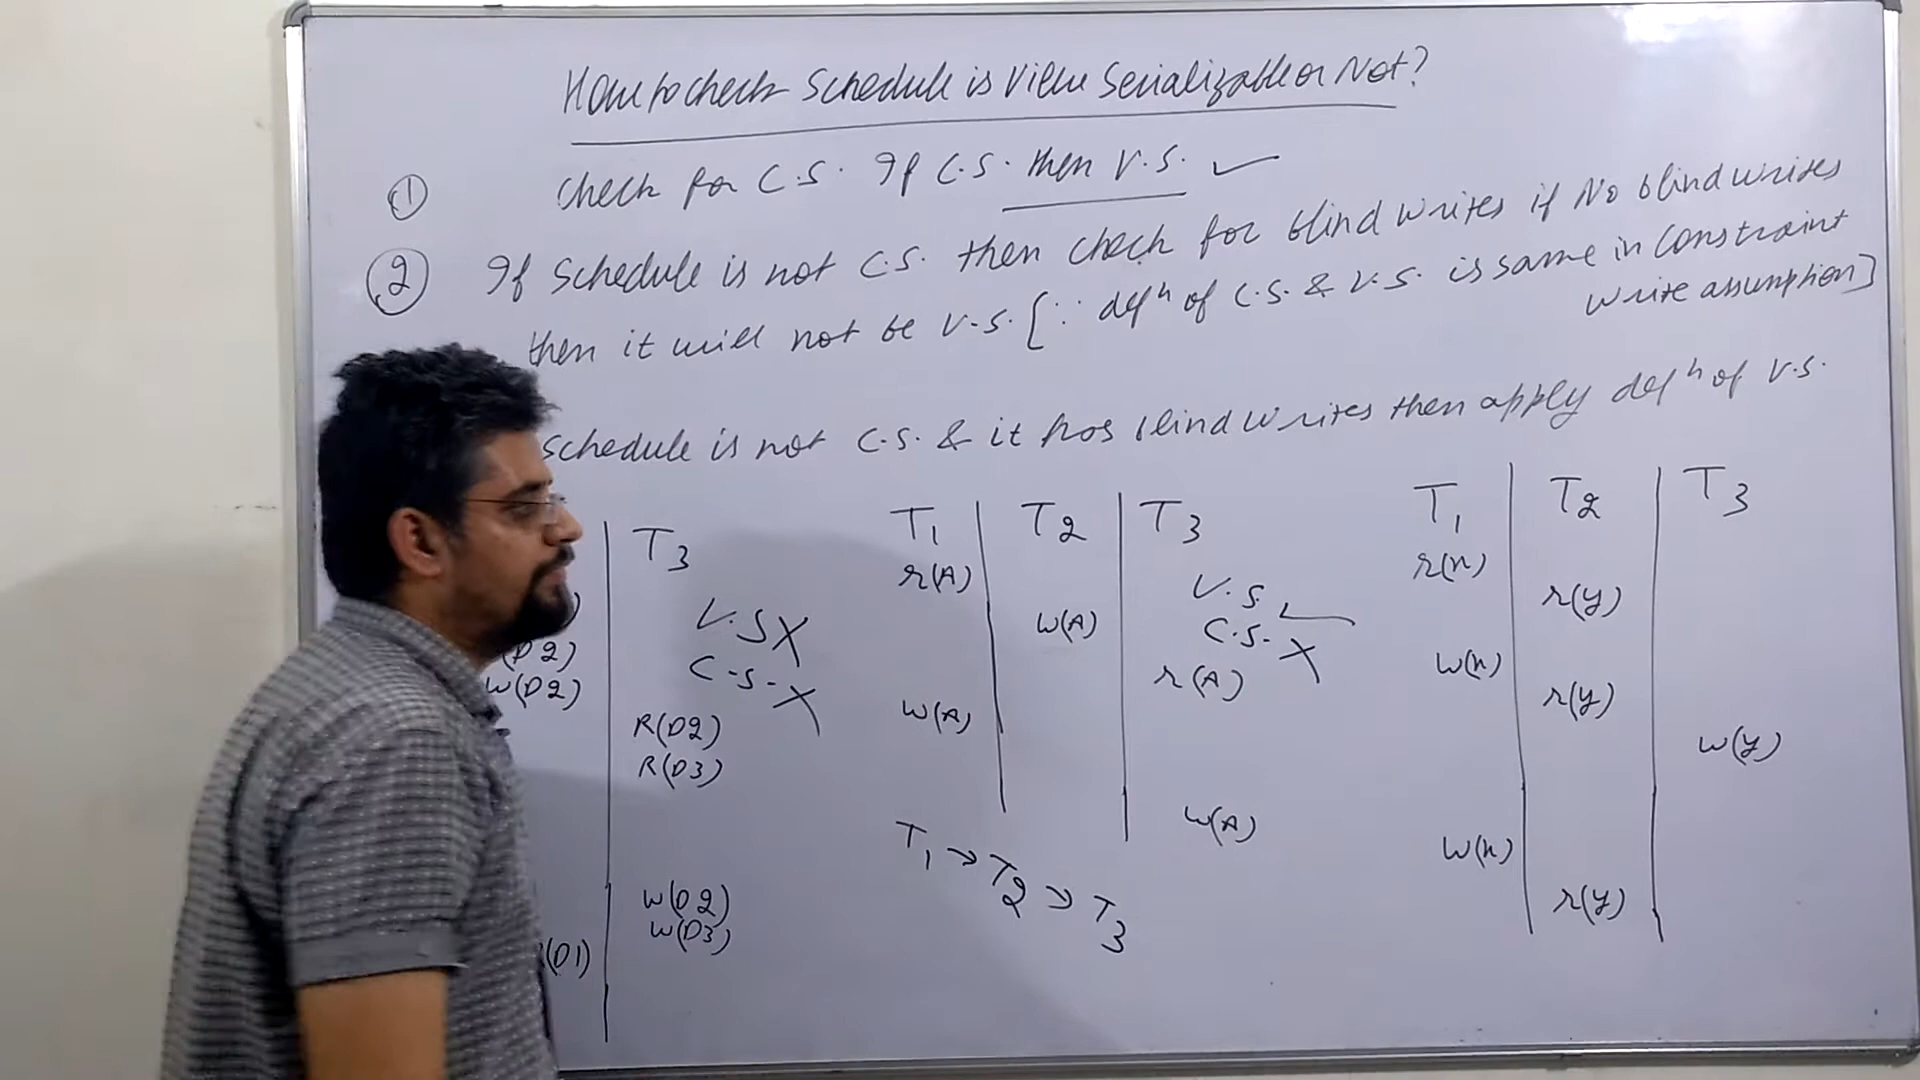 How to check Schedule is View Serializable or Not?
① check for C.S. If C.S. then V.S. ✓
② If Schedule is not C.S. then check for blind writes if No blind writes
then it will not be V.S. [∵ defⁿ of C.S. & V.S. is same in Constraint
write assumption]
schedule is not C.S. & it has blind writes then apply defⁿ of V.S.
T3
V.S X
C-S- X
(D2)
W(D2)
R(D2)
R(D3)
W(D2)
W(D3)
(D1)
T1 T2 T3
r(A)
V.S. ✓
w(A)
C.S. X
r(A)
w(A)
w(A)
T1 → T2 → T3
T1 T2 T3
r(x)
r(y)
w(x)
r(y)
w(y)
w(x)
r(y)